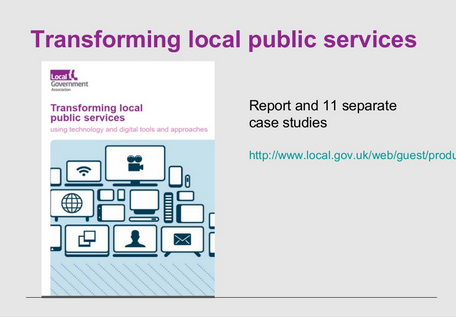 Transforming local public services
Local
Government
Association
Transforming local
public services
using technology and digital tools and approaches
Report and 11 separate
case studies
http://www.local.gov.uk/web/guest/produ